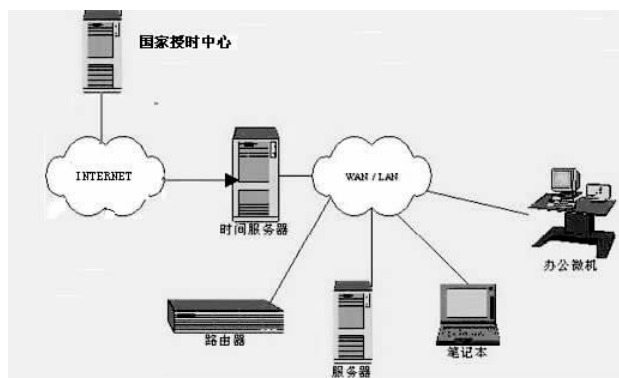 国家授时中心
INTERNET
WAN / LAN
时间服务器
办公微机
路由器
服务器
笔记本